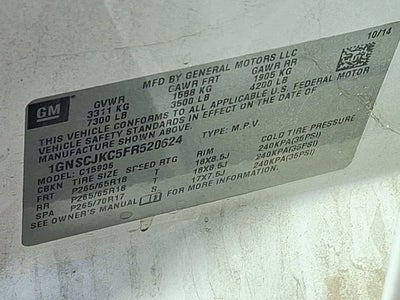 10/14
GM
MFD BY GENERAL MOTORS LLC
GVWR GAWR FRT GAWR RR
3311 KG 1588 KG 1905 KG
7300 LB 3500 LB 4200 LB
THIS VEHICLE CONFORMS TO ALL APPLICABLE U.S. FEDERAL MOTOR
VEHICLE SAFETY STANDARDS IN EFFECT ON THE DATE OF
MANUFACTURE SHOWN ABOVE.
1GNSCJKC5FR520624 TYPE: M.P.V.
MODEL: C15906
CBKN TIRE SIZE SPEED RTG RIM COLD TIRE PRESSURE
FRT P265/65R18 T 18X8.5J 240KPA(35PSI)
RR P265/65R18 T 18X8.5J 240KPA(35PSI)
SPA P265/70R17 T 17X7.5J 240KPA(35PSI)
SEE OWNER'S MANUAL FOR ADDITIONAL INFORMATION.